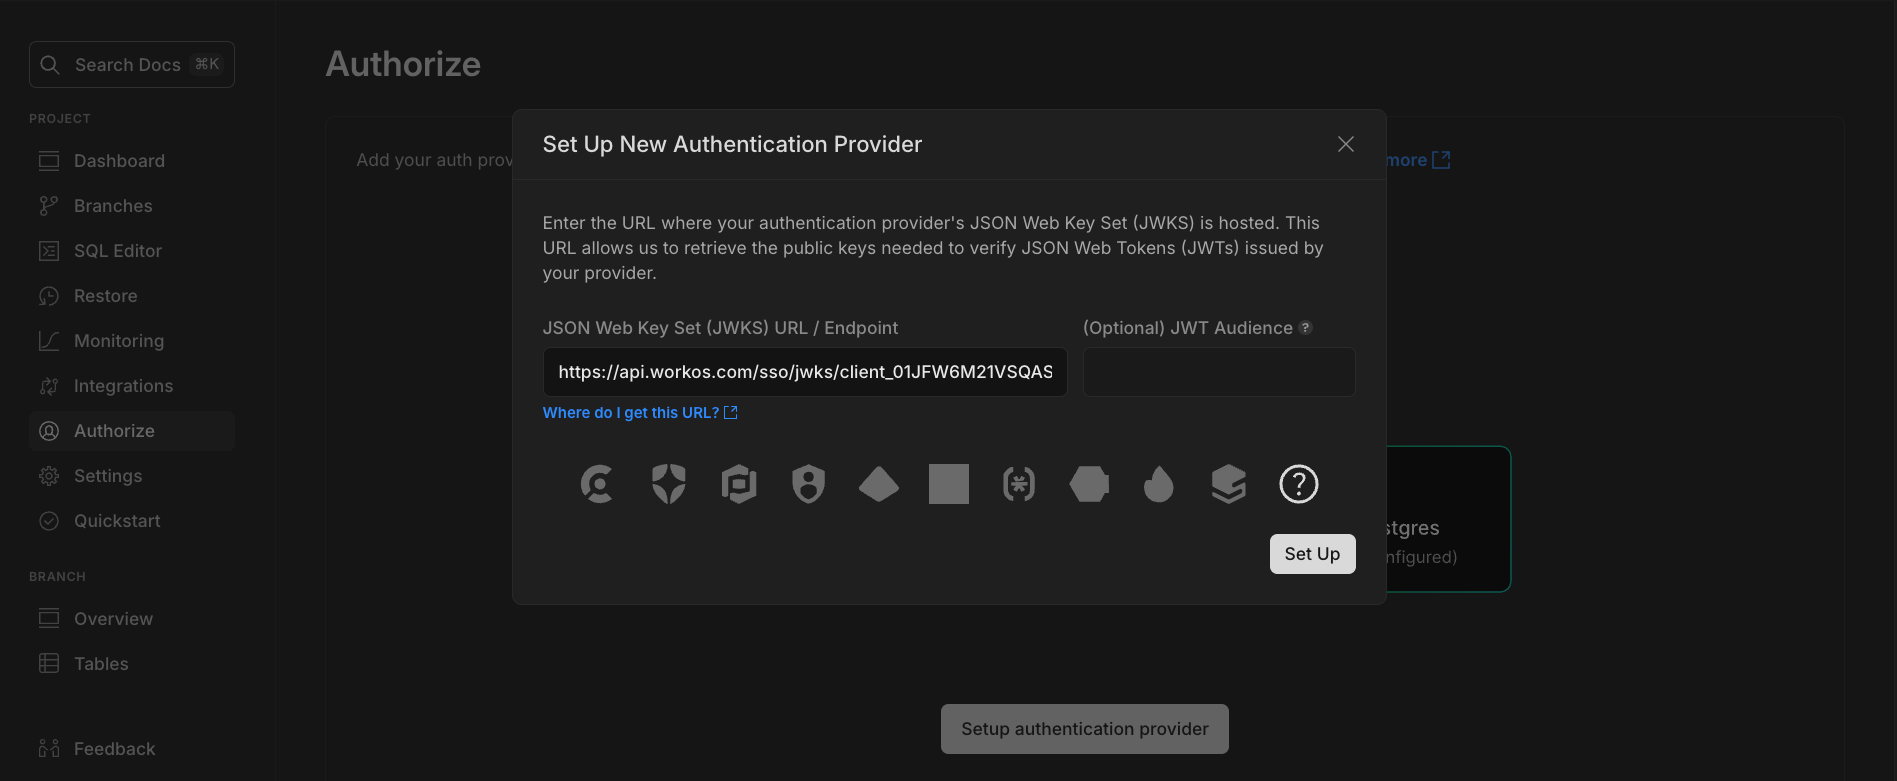 Search Docs ⌘K
PROJECT
Dashboard
Branches
SQL Editor
Restore
Monitoring
Integrations
Authorize
Settings
Quickstart
BRANCH
Overview
Tables
Feedback
Authorize
Add your auth prov
more
Set Up New Authentication Provider
Enter the URL where your authentication provider's JSON Web Key Set (JWKS) is hosted. This
URL allows us to retrieve the public keys needed to verify JSON Web Tokens (JWTs) issued by
your provider.
JSON Web Key Set (JWKS) URL / Endpoint
(Optional) JWT Audience ?
https://api.workos.com/sso/jwks/client_01JFW6M21VSQAS
Where do I get this URL?
?
Set Up
stgres
nfigured)
Setup authentication provider